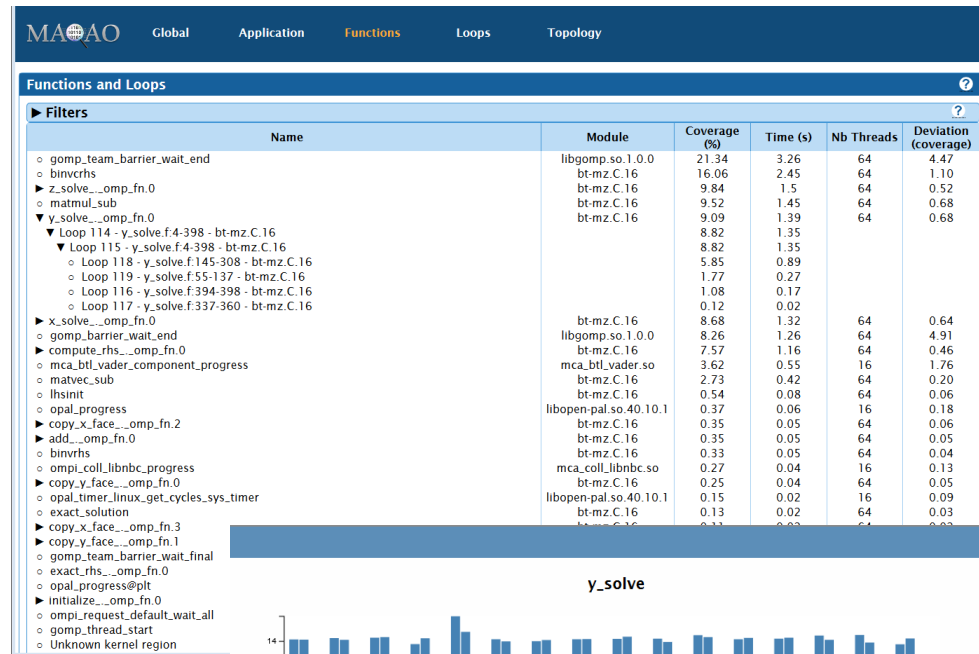 MAQAO Global Application Functions Loops Topology
Functions and Loops ?
▶ Filters ?
Name Module Coverage (%) Time (s) Nb Threads Deviation (coverage)
○ gomp_team_barrier_wait_end libgomp.so.1.0.0 21.34 3.26 64 4.47
○ binvcrhs bt-mz.C.16 16.06 2.45 64 1.10
▶ z_solve_._omp_fn.0 bt-mz.C.16 9.84 1.5 64 0.52
○ matmul_sub bt-mz.C.16 9.52 1.45 64 0.68
▼ y_solve_._omp_fn.0 bt-mz.C.16 9.09 1.39 64 0.68
▼ Loop 114 - y_solve.f:4-398 - bt-mz.C.16 8.82 1.35
▼ Loop 115 - y_solve.f:4-398 - bt-mz.C.16 8.82 1.35
○ Loop 118 - y_solve.f:145-308 - bt-mz.C.16 5.85 0.89
○ Loop 119 - y_solve.f:55-137 - bt-mz.C.16 1.77 0.27
○ Loop 116 - y_solve.f:394-398 - bt-mz.C.16 1.08 0.17
○ Loop 117 - y_solve.f:337-360 - bt-mz.C.16 0.12 0.02
▶ x_solve_._omp_fn.0 bt-mz.C.16 8.68 1.32 64 0.64
○ gomp_barrier_wait_end libgomp.so.1.0.0 8.26 1.26 64 4.91
▶ compute_rhs_._omp_fn.0 bt-mz.C.16 7.57 1.16 64 0.46
○ mca_btl_vader_component_progress mca_btl_vader.so 3.62 0.55 16 1.76
○ matvec_sub bt-mz.C.16 2.73 0.42 64 0.20
○ lhsinit bt-mz.C.16 0.54 0.08 64 0.06
○ opal_progress libopen-pal.so.40.10.1 0.37 0.06 16 0.18
▶ copy_x_face_._omp_fn.2 bt-mz.C.16 0.35 0.05 64 0.06
▶ add_._omp_fn.0 bt-mz.C.16 0.35 0.05 64 0.05
○ binvrhs bt-mz.C.16 0.33 0.05 64 0.04
○ ompi_coll_libnbc_progress mca_coll_libnbc.so 0.27 0.04 16 0.13
▶ copy_y_face_._omp_fn.0 bt-mz.C.16 0.25 0.04 64 0.05
○ opal_timer_linux_get_cycles_sys_timer libopen-pal.so.40.10.1 0.15 0.02 16 0.09
○ exact_solution bt-mz.C.16 0.13 0.02 64 0.03
▶ copy_x_face_._omp_fn.3
▶ copy_y_face_._omp_fn.1
○ gomp_team_barrier_wait_final
○ exact_rhs_._omp_fn.0
○ opal_progress@plt
▶ initialize_._omp_fn.0
○ ompi_request_default_wait_all
○ gomp_thread_start
○ Unknown kernel region
y_solve
14